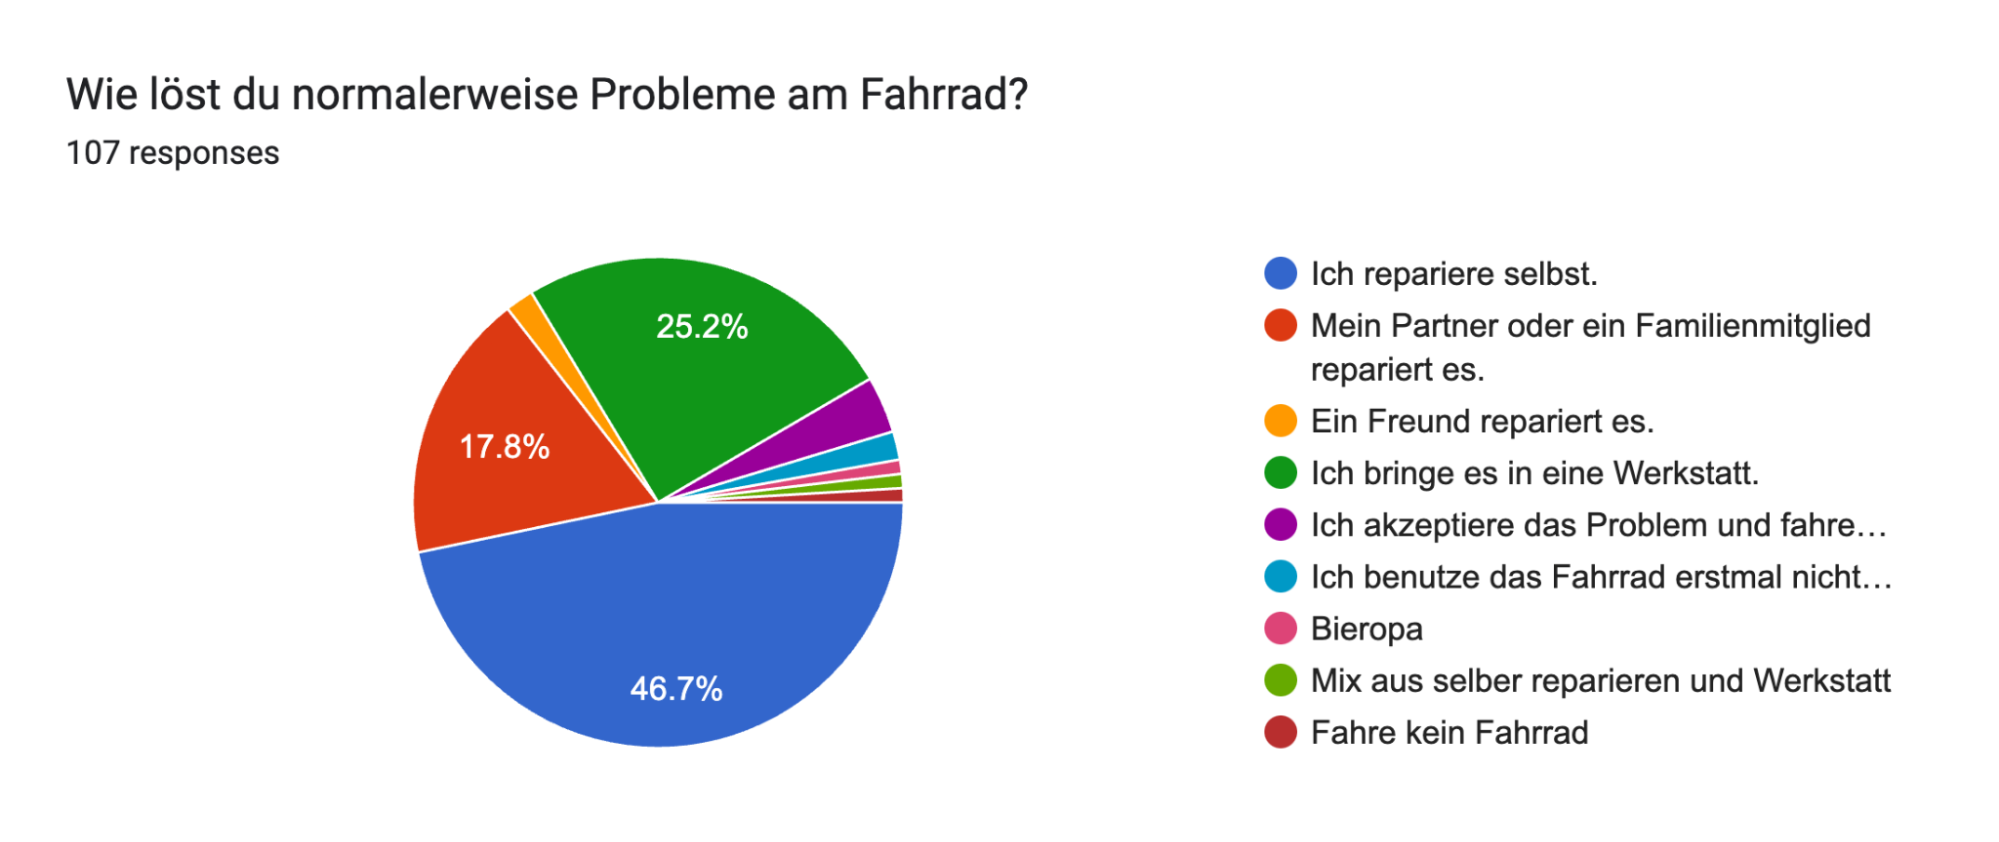 Wie löst du normalerweise Probleme am Fahrrad?
107 responses
25.2%
17.8%
46.7%
Ich repariere selbst.
Mein Partner oder ein Familienmitglied
repariert es.
Ein Freund repariert es.
Ich bringe es in eine Werkstatt.
Ich akzeptiere das Problem und fahre…
Ich benutze das Fahrrad erstmal nicht…
Bieropa
Mix aus selber reparieren und Werkstatt
Fahre kein Fahrrad